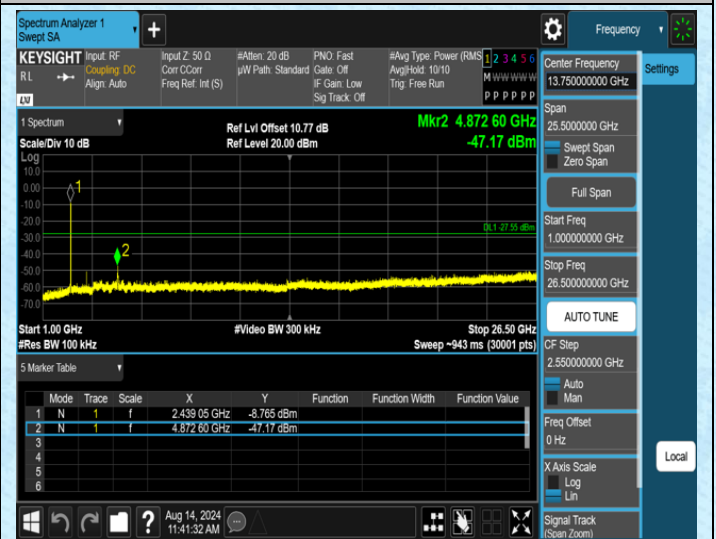 Spectrum Analyzer 1
Swept SA
+
Frequency
KEYSIGHT
RL
LXI
Input: RF
Coupling: DC
Align: Auto
Input Z: 50 Ω
Corr CCorr
Freq Ref: Int (S)
#Atten: 20 dB
µW Path: Standard
PNO: Fast
Gate: Off
IF Gain: Low
Sig Track: Off
#Avg Type: Power (RMS
Avg|Hold: 10/10
Trig: Free Run
1 2 3 4 5 6
M W W W W W
P P P P P P
1 Spectrum
Scale/Div 10 dB
Ref Lvl Offset 10.77 dB
Ref Level 20.00 dBm
Mkr2 4.872 60 GHz
-47.17 dBm
Log
10.0
0.00
-10.0
-20.0
-30.0
-40.0
-50.0
-60.0
-70.0
1
2
DL1 -27.55 dBm
Start 1.00 GHz
#Res BW 100 kHz
#Video BW 300 kHz
Stop 26.50 GHz
Sweep ~943 ms (30001 pts)
5 Marker Table
Mode Trace Scale X Y Function Function Width Function Value
1 N 1 f 2.439 05 GHz -8.765 dBm
2 N 1 f 4.872 60 GHz -47.17 dBm
3
4
5
6
?
Aug 14, 2024
11:41:32 AM
Center Frequency
13.750000000 GHz
Span
25.5000000 GHz
Swept Span
Zero Span
Full Span
Start Freq
1.000000000 GHz
Stop Freq
26.500000000 GHz
AUTO TUNE
CF Step
2.550000000 GHz
Auto
Man
Freq Offset
0 Hz
X Axis Scale
Log
Lin
Signal Track
(Span Zoom)
Settings
Local